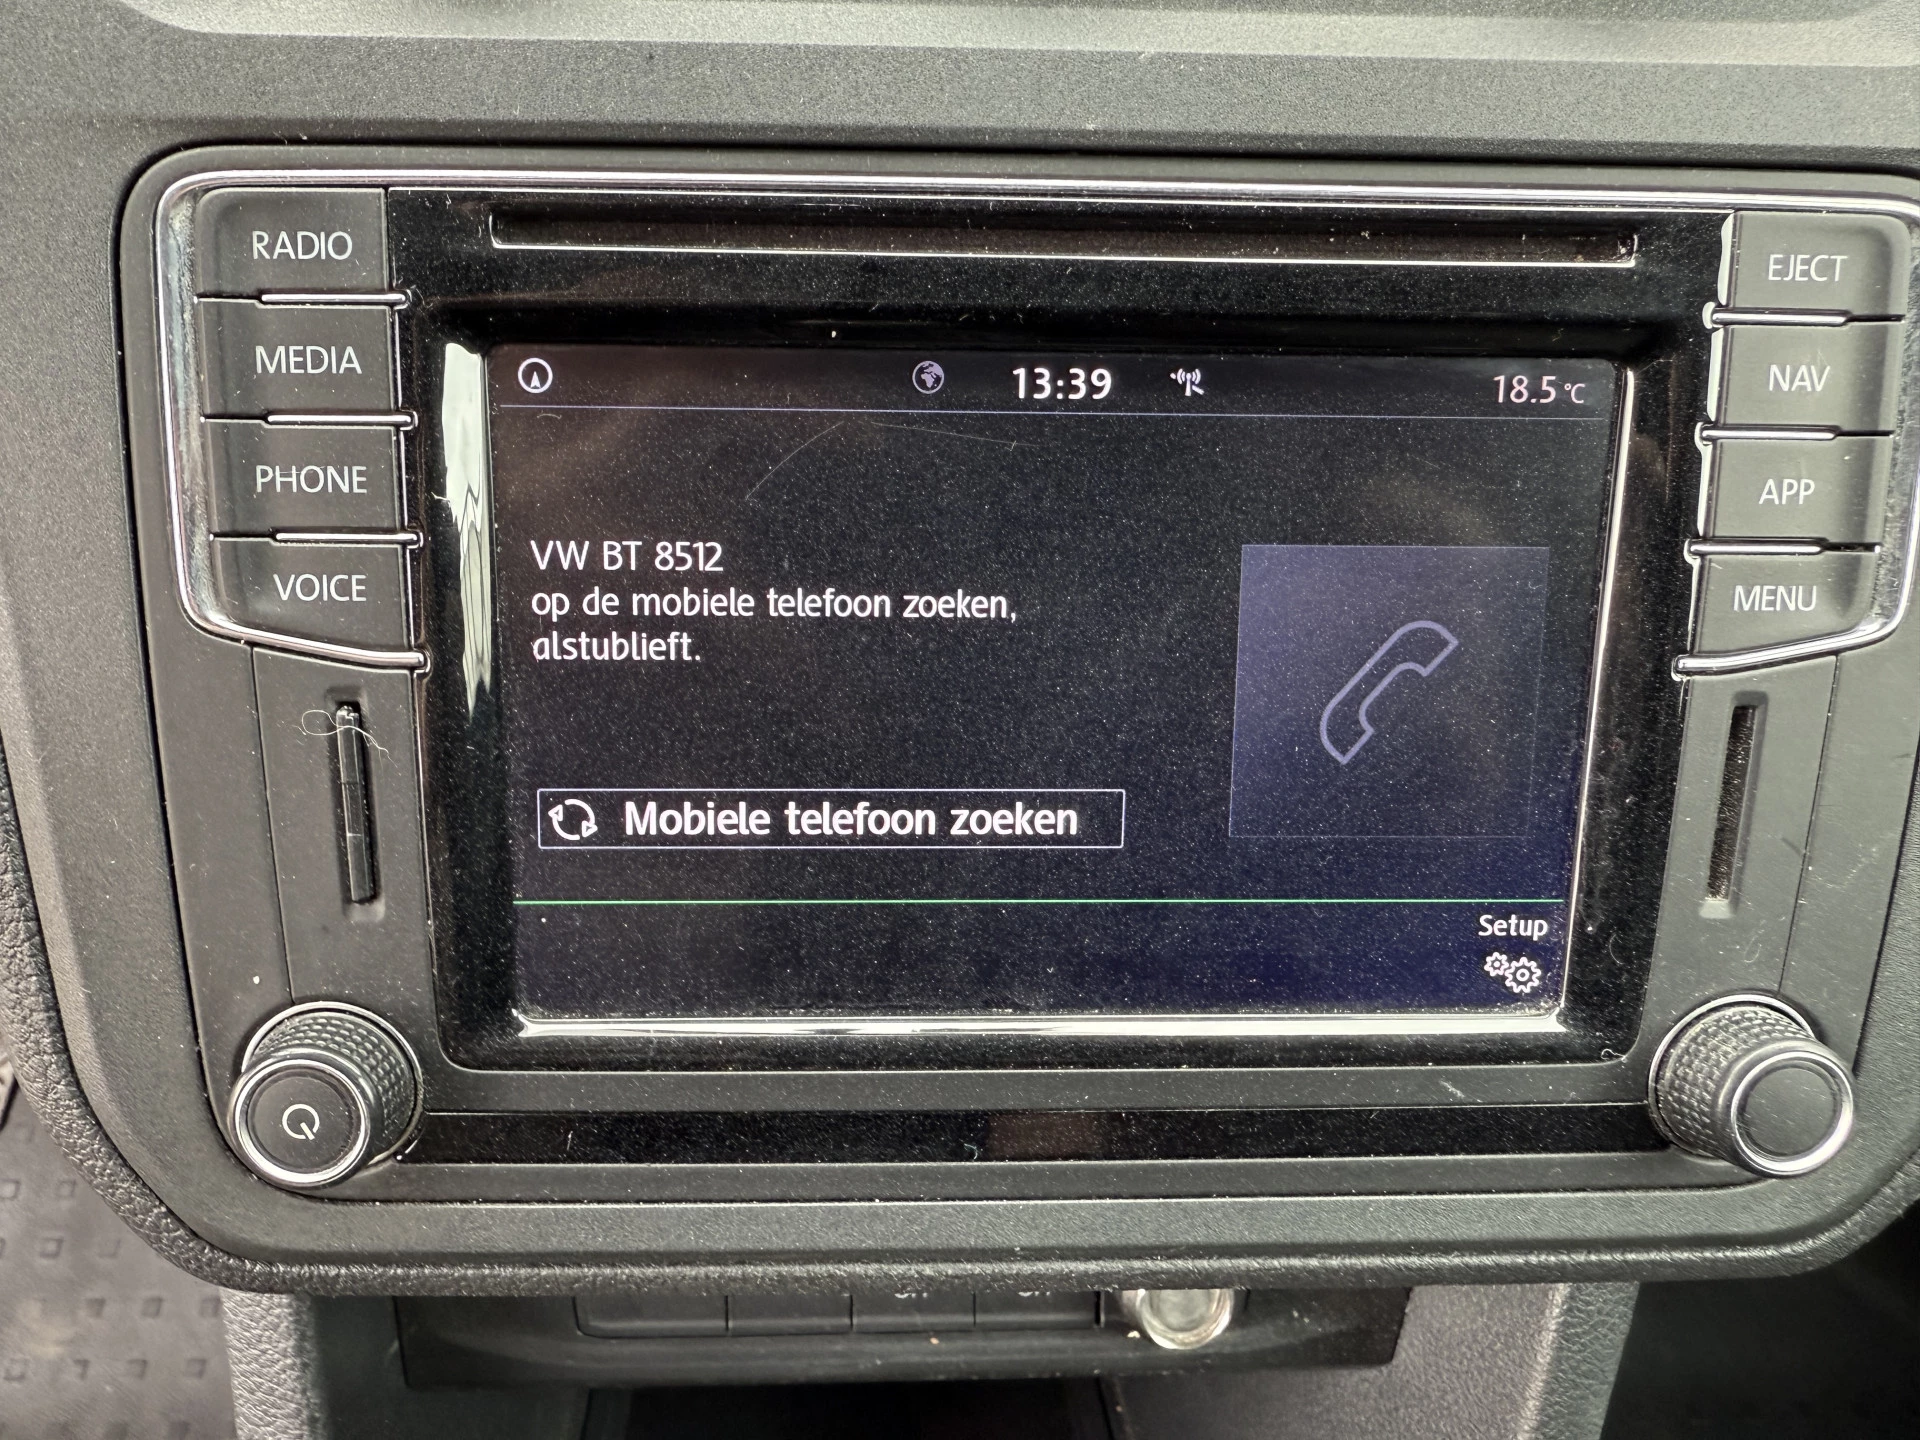 RADIO
MEDIA
PHONE
VOICE
EJECT
NAV
APP
MENU
13:39
18.5 °C
VW BT 8512
op de mobiele telefoon zoeken,
alstublieft.
Mobiele telefoon zoeken
Setup